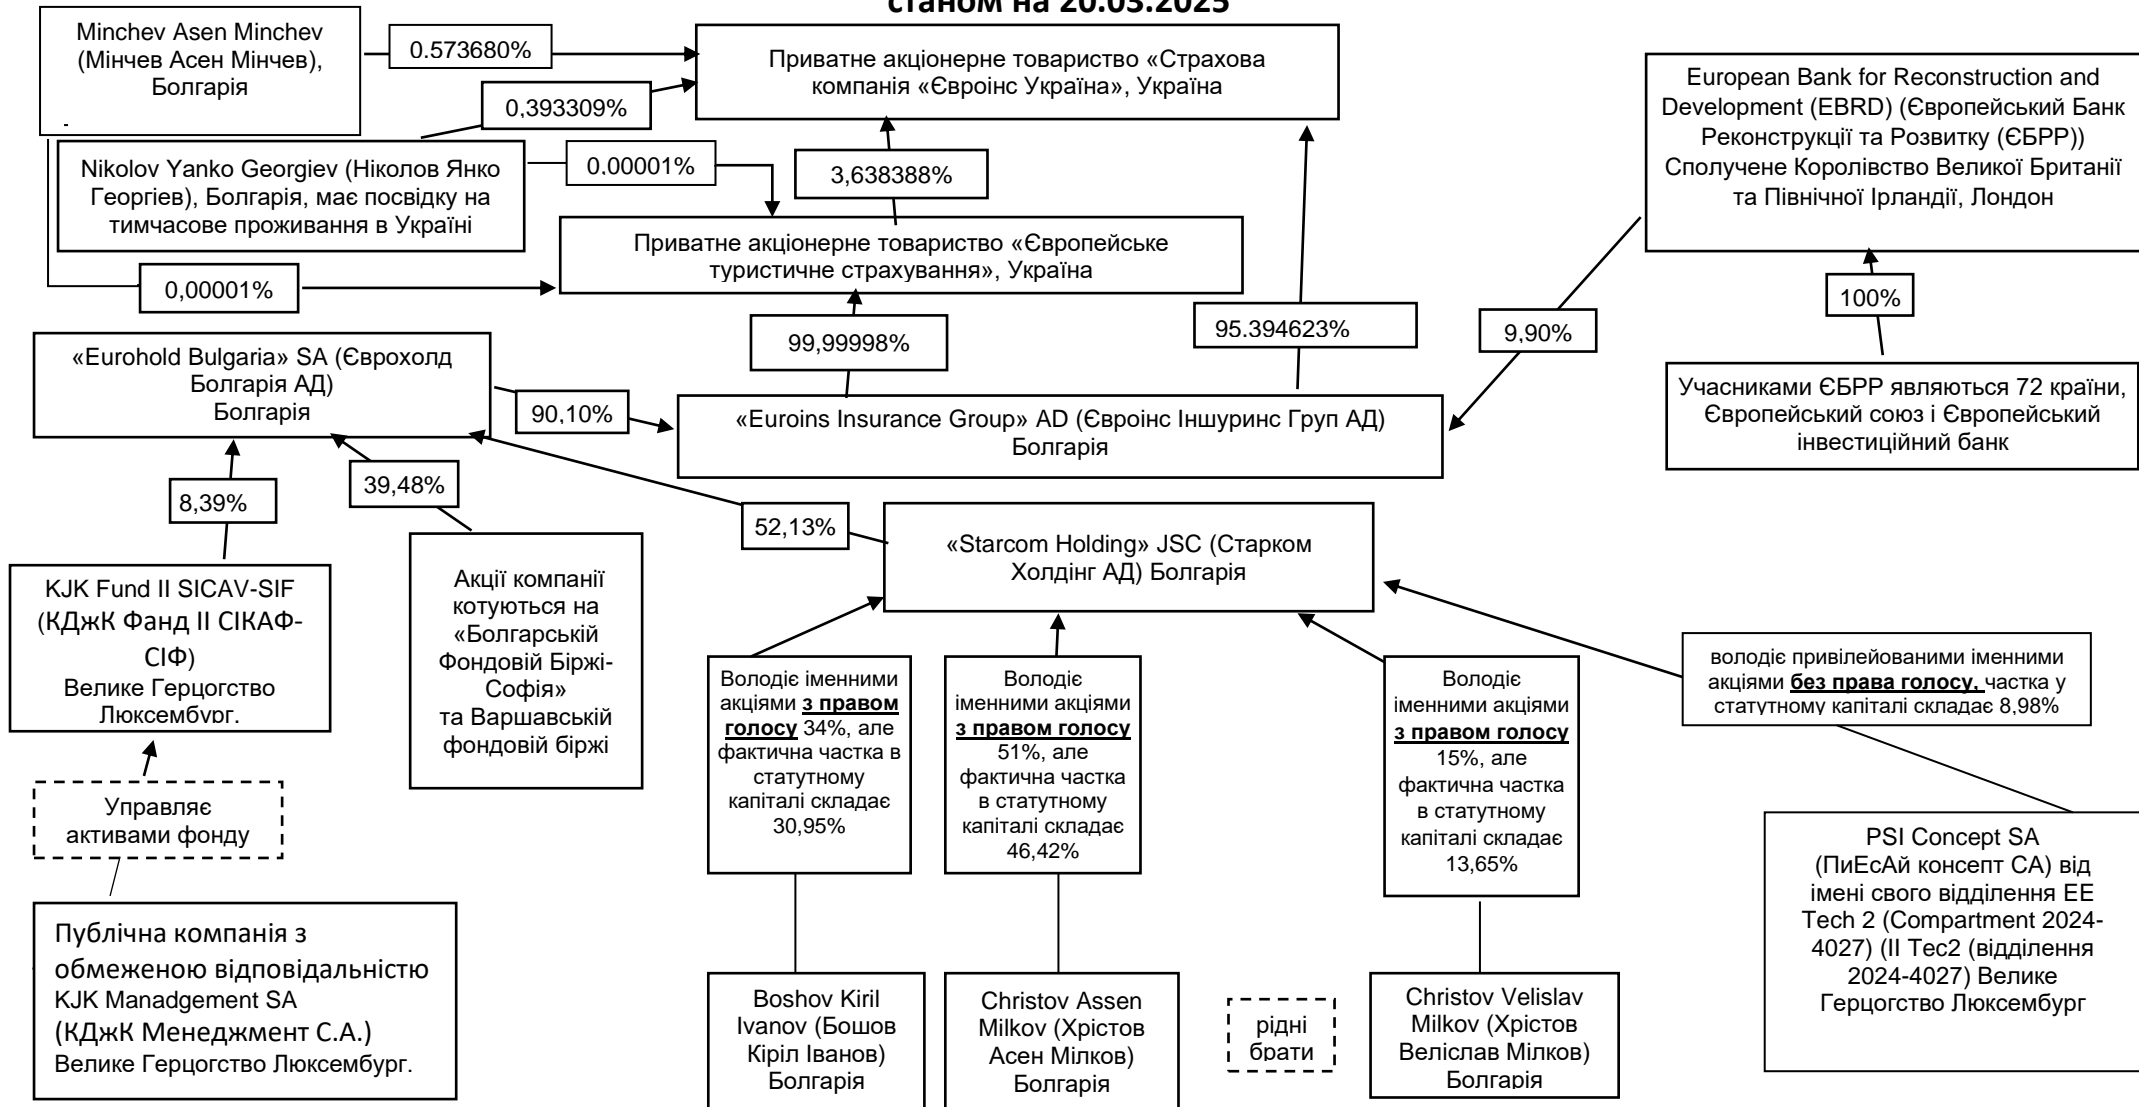 станом на 20.03.2025
Minchev Asen Minchev
(Мінчев Асен Мінчев),
Болгарія
-
0.573680%
Приватне акціонерне товариство «Страхова
компанія «Євроінс Україна», Україна
European Bank for Reconstruction and
Development (EBRD) (Європейський Банк
Реконструкції та Розвитку (ЄБРР))
Сполучене Королівство Великої Британії
та Північної Ірландії, Лондон
0,393309%
Nikolov Yanko Georgiev (Ніколов Янко
Георгіев), Болгарія, має посвідку на
тимчасове проживання в Україні
0.00001%
3,638388%
Приватне акціонерне товариство «Європейське
туристичне страхування», Україна
0,00001%
99,99998%
95.394623%
9,90%
100%
«Eurohold Bulgaria» SA (Єврохолд
Болгарія АД)
Болгарія
90,10%
«Euroins Insurance Group» AD (Євроінс Іншуринс Груп АД)
Болгарія
Учасниками ЄБРР являються 72 країни,
Європейський союз і Європейський
інвестиційний банк
8,39%
39,48%
52,13%
«Starcom Holding» JSC (Старком
Холдінг АД) Болгарія
KJK Fund II SICAV-SIF
(КДжК Фанд II СІКАФ-
СІФ)
Велике Герцогство
Люксембург.
Акції компанії
котуються на
«Болгарській
Фондовій Біржі-
Софія»
та Варшавській
фондовій біржі
Володіє іменними
акціями з правом
голосу 34%, але
фактична частка в
статутному
капіталі складає
30,95%
Володіє
іменними акціями
з правом голосу
51%, але
фактична частка
в статутному
капіталі складає
46,42%
Володіє
іменними акціями
з правом голосу
15%, але
фактична частка
в статутному
капіталі складає
13,65%
володіє привілейованими іменними
акціями без права голосу, частка у
статутному капіталі складає 8,98%
Управляє
активами фонду
Публічна компанія з
обмеженою відповідальністю
KJK Manadgement SA
(КДжК Менеджмент С.А.)
Велике Герцогство Люксембург.
Boshov Kiril
Ivanov (Бошов
Кіріл Іванов)
Болгарія
Christov Assen
Milkov (Хрістов
Асен Мілков)
Болгарія
рідні
брати
Christov Velislav
Milkov (Хрістов
Веліслав Мілков)
Болгарія
PSI Concept SA
(ПиЕсАй консепт СА) від
імені свого відділення EE
Tech 2 (Compartment 2024-
4027) (ІІ Тес2 (відділення
2024-4027) Велике
Герцогство Люксембург